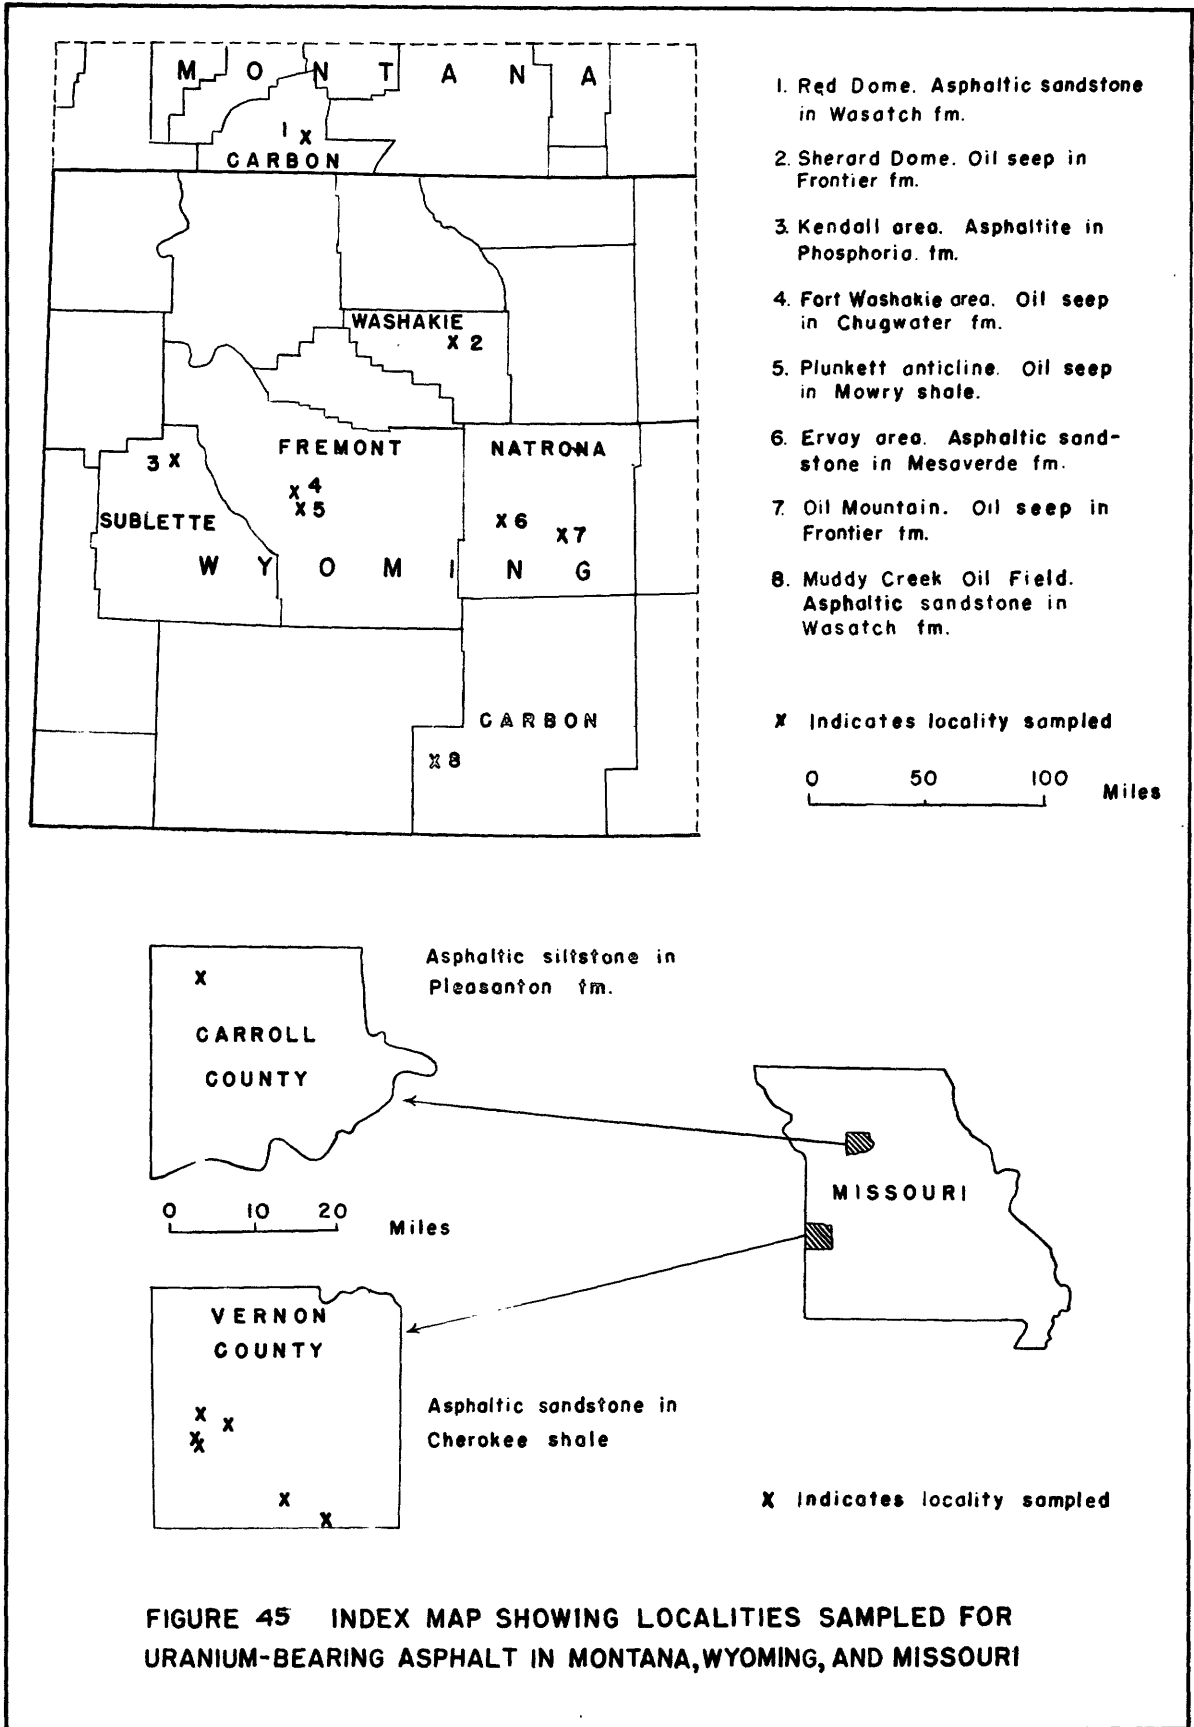 M O N T A N A
1 X
CARBON
WASHAKIE
X 2
FREMONT
NATRONA
3 X
X 4
X 5
SUBLETTE
X 6
X 7
W Y O M I N G
CARBON
X 8
1. Red Dome. Asphaltic sandstone
in Wasatch fm.
2. Sherard Dome. Oil seep in
Frontier fm.
3. Kendall area. Asphaltite in
Phosphoria. fm.
4. Fort Washakie area. Oil seep
in Chugwater fm.
5. Plunkett anticline. Oil seep
in Mowry shale.
6. Ervay area. Asphaltic sand-
stone in Mesaverde fm.
7. Oil Mountain. Oil seep in
Frontier fm.
8. Muddy Creek Oil Field.
Asphaltic sandstone in
Wasatch fm.
X Indicates locality sampled
0 50 100 Miles
X
CARROLL
COUNTY
Asphaltic siltstone in
Pleasanton fm.
0 10 20 Miles
MISSOURI
VERNON
COUNTY
X
X
X
X
X
X
Asphaltic sandstone in
Cherokee shale
X Indicates locality sampled
FIGURE 45 INDEX MAP SHOWING LOCALITIES SAMPLED FOR
URANIUM-BEARING ASPHALT IN MONTANA, WYOMING, AND MISSOURI